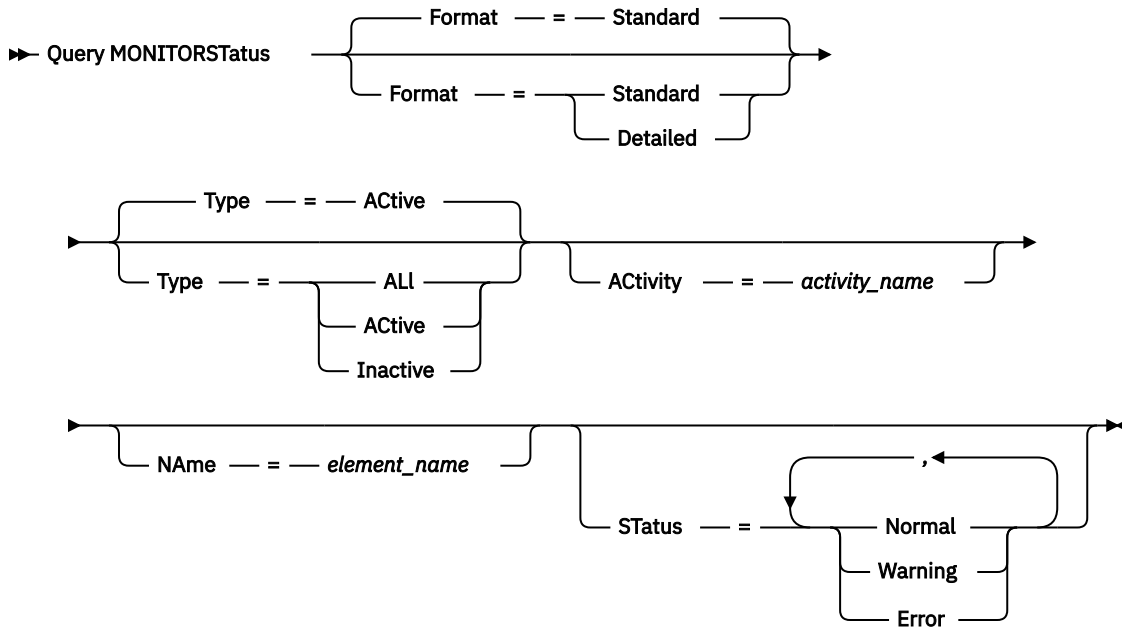 Format = Standard
Query MONITORSTatus
Format = Standard
Detailed
Type = ACtive
Type = ALl
ACtive
Inactive
ACtivity = activity_name
NAme = element_name
,
STatus = Normal
Warning
Error